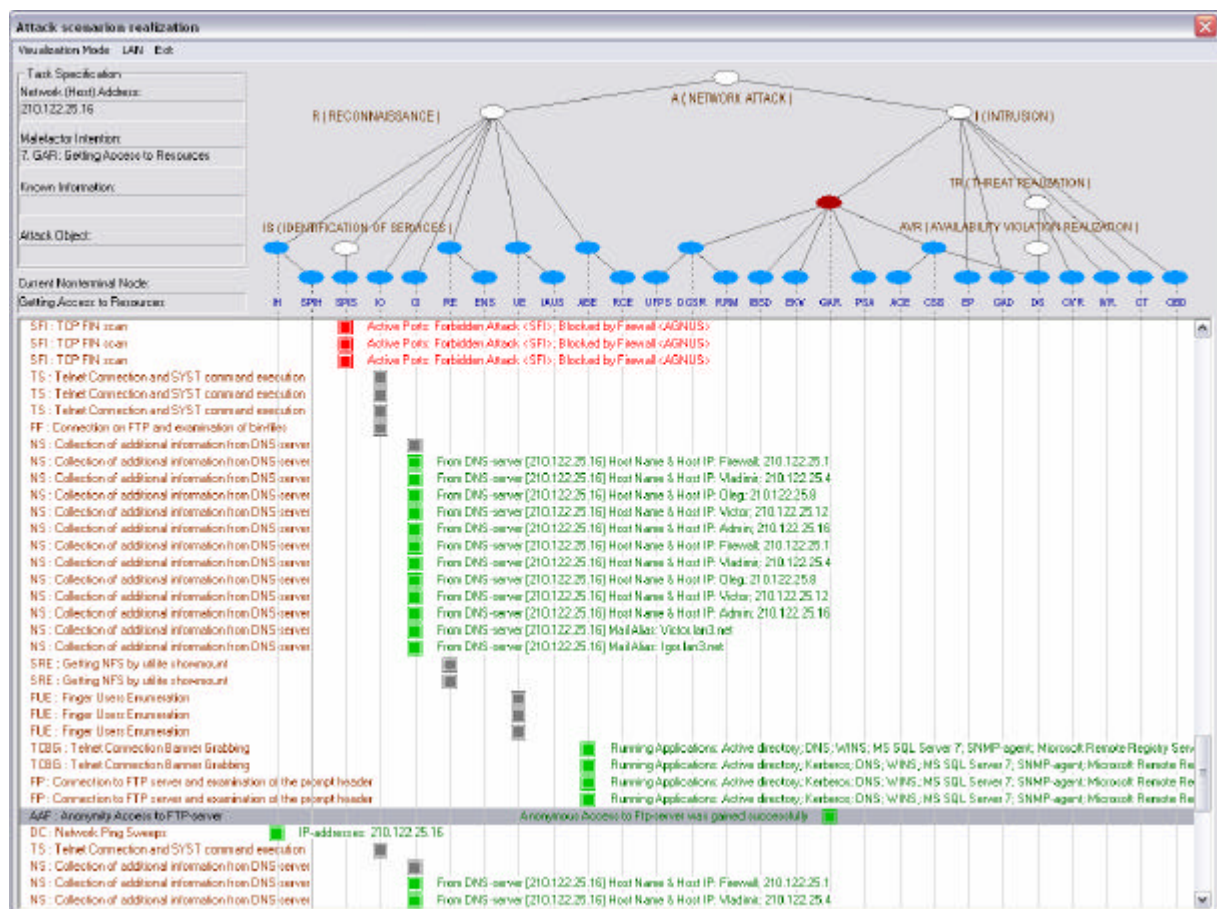 Attack scenarion realization
Visualization Mode LAN Exit
Task Specification
Network (Host) Address:
210.122.25.16
Malefactor Intention:
7. GAR: Getting Access to Resources
Known Information:
Attack Object:
Current Nonterminal Node:
Getting Access to Resources
A ( NETWORK ATTACK )
R ( RECONNAISSANCE )
I (INTRUSION )
TR ( THREAT REALIZATION )
IS ( IDENTIFICATION OF SERVICES )
AVR ( AVAILABILITY VIOLATION REALIZATION )
IH SPIH SPIS IO CI RE ENS UE UAUS ABE RCE UFPS DGSR RJRM IBSD EKV GAR PSA ACE CSS EP GAD DS CVR WR CT CBD
SFI : TCP FIN scan Active Ports: Forbidden Attack <SFI>; Blocked by Firewall <AGNUS>
SFI : TCP FIN scan Active Ports: Forbidden Attack <SFI>; Blocked by Firewall <AGNUS>
SFI : TCP FIN scan Active Ports: Forbidden Attack <SFI>; Blocked by Firewall <AGNUS>
TS : Telnet Connection and SYST command execution
TS : Telnet Connection and SYST command execution
TS : Telnet Connection and SYST command execution
FF : Connection on FTP and examination of bin-files
NS : Collection of additional information from DNS-server
NS : Collection of additional information from DNS-server From DNS-server [210.122.25.16] Host Name & Host IP: Firewall; 210.122.25.1
NS : Collection of additional information from DNS-server From DNS-server [210.122.25.16] Host Name & Host IP: Vladimir; 210.122.25.4
NS : Collection of additional information from DNS-server From DNS-server [210.122.25.16] Host Name & Host IP: Oleg; 210.122.25.8
NS : Collection of additional information from DNS-server From DNS-server [210.122.25.16] Host Name & Host IP: Victor; 210.122.25.12
NS : Collection of additional information from DNS-server From DNS-server [210.122.25.16] Host Name & Host IP: Admin; 210.122.25.16
NS : Collection of additional information from DNS-server From DNS-server [210.122.25.16] Host Name & Host IP: Firewall; 210.122.25.1
NS : Collection of additional information from DNS-server From DNS-server [210.122.25.16] Host Name & Host IP: Vladimir; 210.122.25.4
NS : Collection of additional information from DNS-server From DNS-server [210.122.25.16] Host Name & Host IP: Oleg; 210.122.25.8
NS : Collection of additional information from DNS-server From DNS-server [210.122.25.16] Host Name & Host IP: Victor; 210.122.25.12
NS : Collection of additional information from DNS-server From DNS-server [210.122.25.16] Host Name & Host IP: Admin; 210.122.25.16
NS : Collection of additional information from DNS-server From DNS-server [210.122.25.16] Mail Alias: Victor.lan3.net
NS : Collection of additional information from DNS-server From DNS-server [210.122.25.16] Mail Alias: Igor.lan3.net
SRE : Getting NFS by utilite showmount
SRE : Getting NFS by utilite showmount
FUE : Finger Users Enumeration
FUE : Finger Users Enumeration
FUE : Finger Users Enumeration
TCBG : Telnet Connection Banner Grabbing Running Applications: Active directory; DNS; WINS; MS SQL Server 7; SNMP-agent; Microsoft Remote Registry Serv
TCBG : Telnet Connection Banner Grabbing Running Applications: Active directory; Kerberos; DNS; WINS; MS SQL Server 7; SNMP-agent; Microsoft Remote Re
FP : Connection to FTP server and examination of the prompt header Running Applications: Active directory; Kerberos; DNS; WINS; MS SQL Server 7; SNMP-agent; Microsoft Remote Re
FP : Connection to FTP server and examination of the prompt header Running Applications: Active directory; Kerberos; DNS; WINS; MS SQL Server 7; SNMP-agent; Microsoft Remote Re
AAF : Anonymity Access to FTP-server Anonymous Access to Ftp-server was gained successfully
DC : Network Ping Sweeps IP-addresses: 210.122.25.16
TS : Telnet Connection and SYST command execution
NS : Collection of additional information from DNS-server
NS : Collection of additional information from DNS-server From DNS-server [210.122.25.16] Host Name & Host IP: Firewall; 210.122.25.1
NS : Collection of additional information from DNS-server From DNS-server [210.122.25.16] Host Name & Host IP: Vladimir; 210.122.25.4